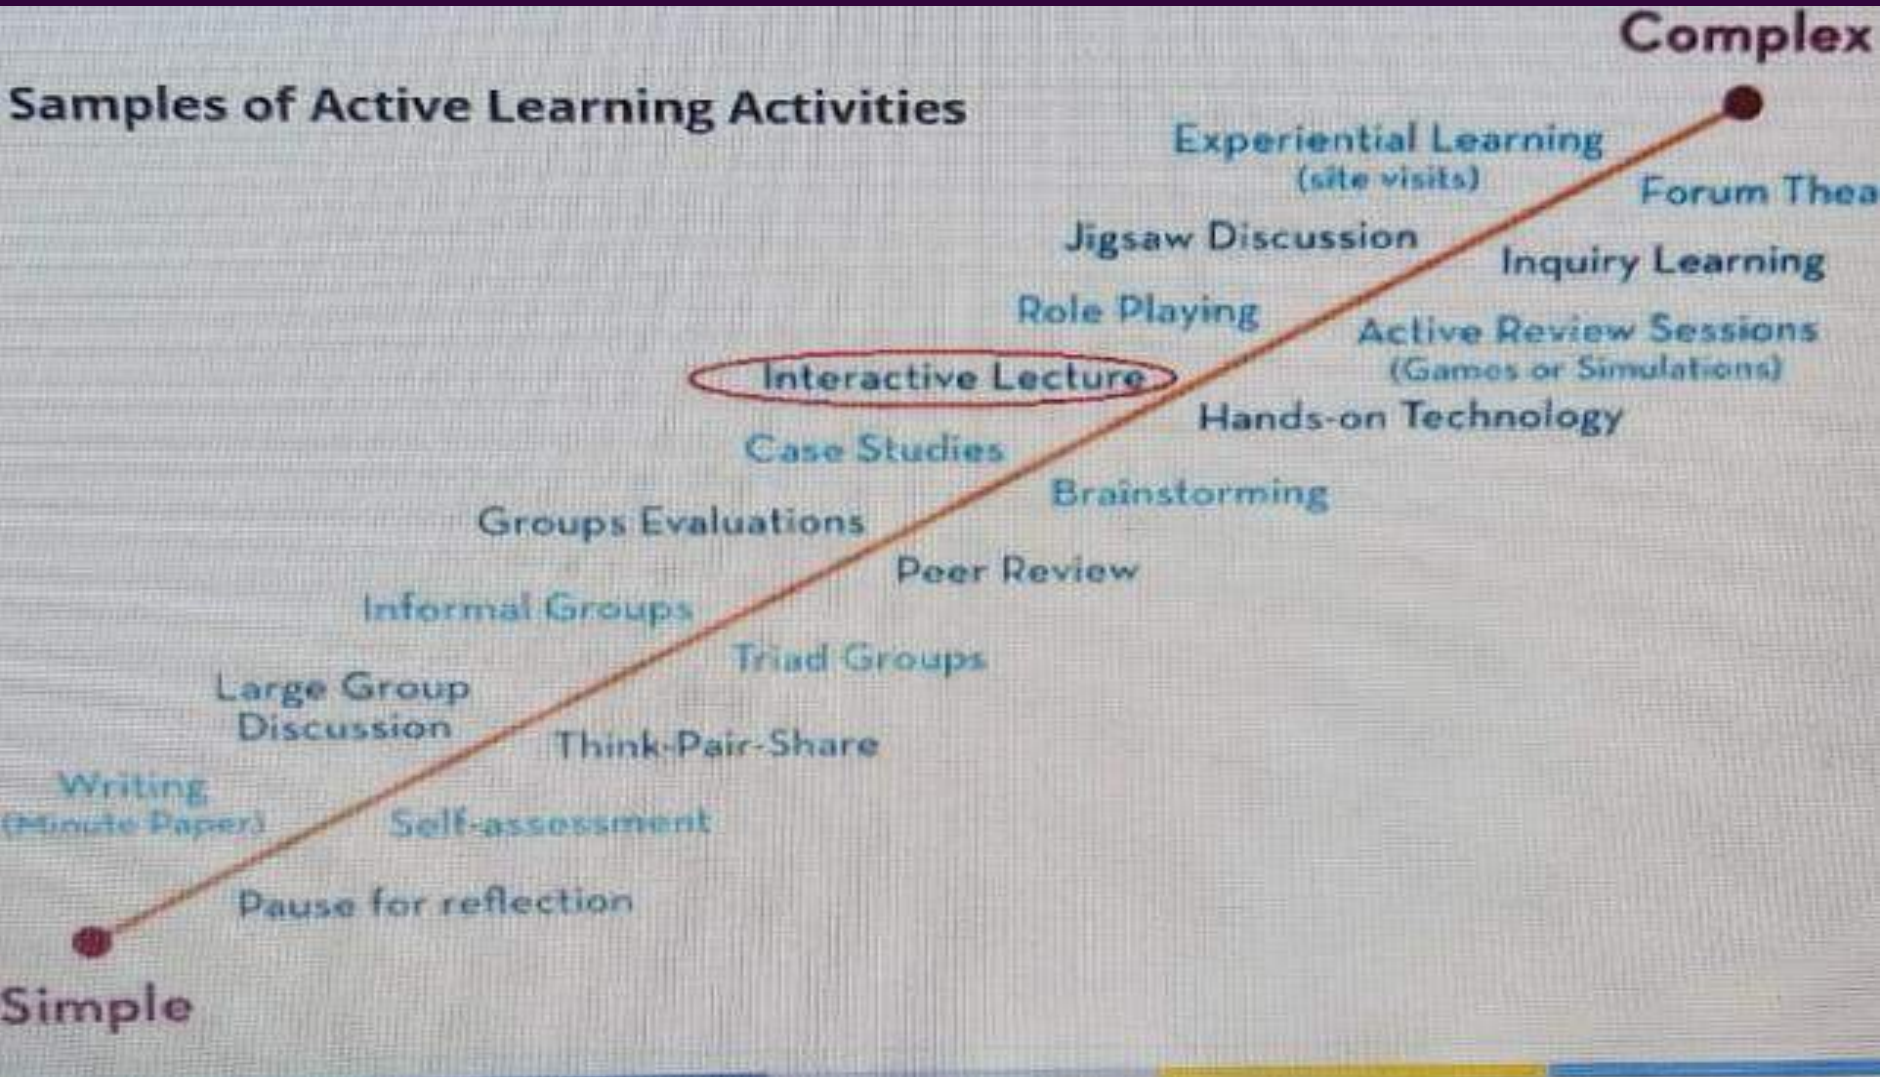 Complex
Samples of Active Learning Activities
Experiential Learning
(site visits)
Forum Thea
Jigsaw Discussion
Inquiry Learning
Role Playing
Active Review Sessions
(Games or Simulations)
Interactive Lecture
Hands-on Technology
Case Studies
Brainstorming
Groups Evaluations
Peer Review
Informal Groups
Triad Groups
Large Group
Discussion
Think-Pair-Share
Writing
(Minute Paper)
Self-assessment
Pause for reflection
Simple